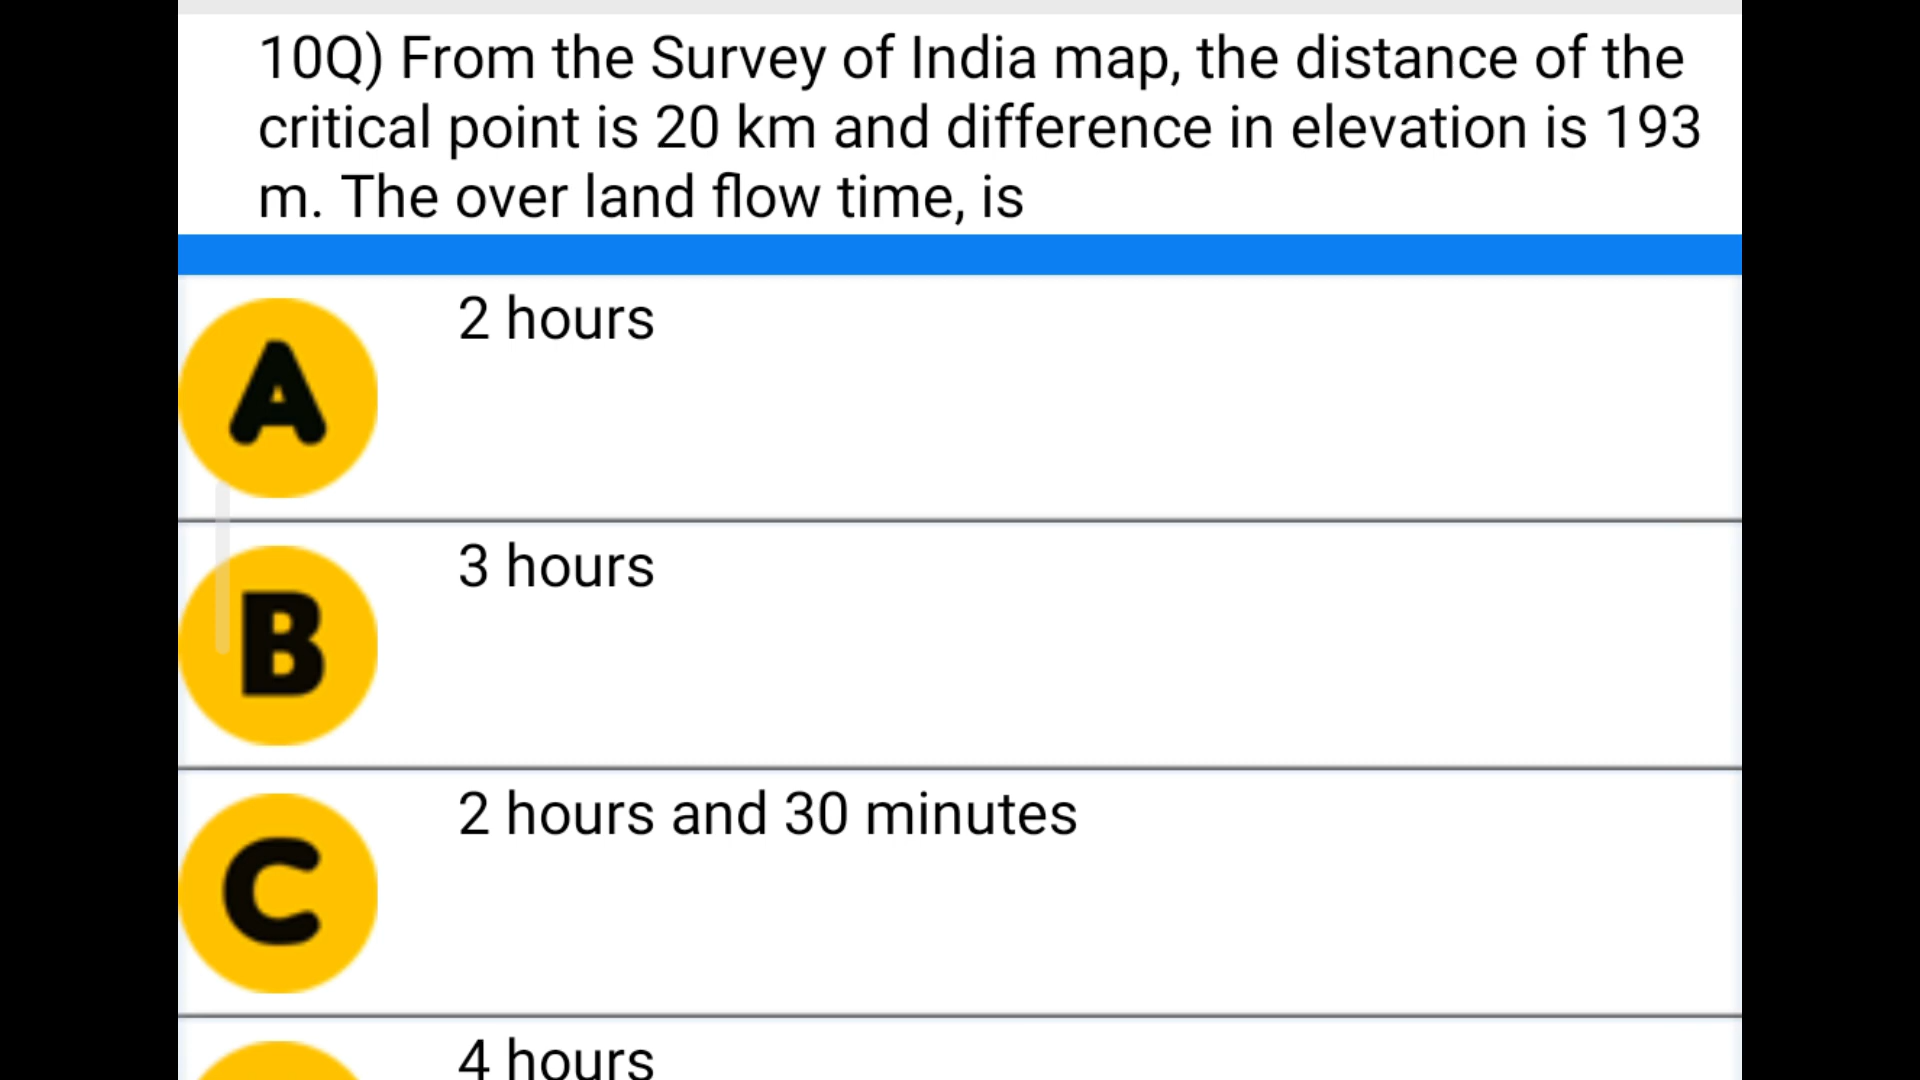 10Q) From the Survey of India map, the distance of the
critical point is 20 km and difference in elevation is 193
m. The over land flow time, is
A
2 hours
B
3 hours
C
2 hours and 30 minutes
4 hours